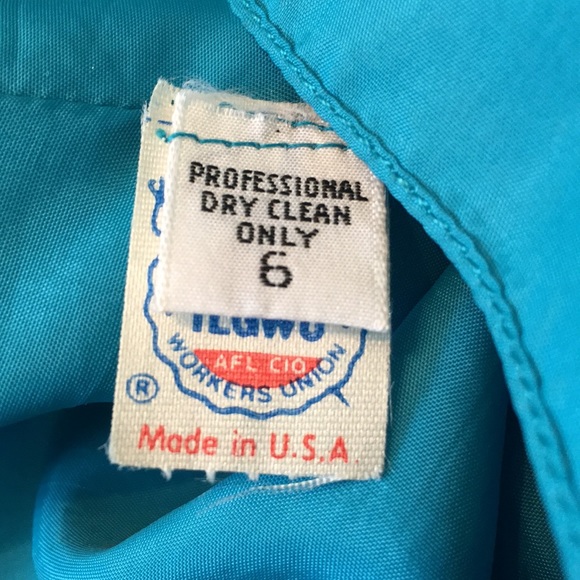 PROFESSIONAL
DRY CLEAN
ONLY
6
ILGWU
AFL CIO
WORKERS UNION
®
Made in U.S.A